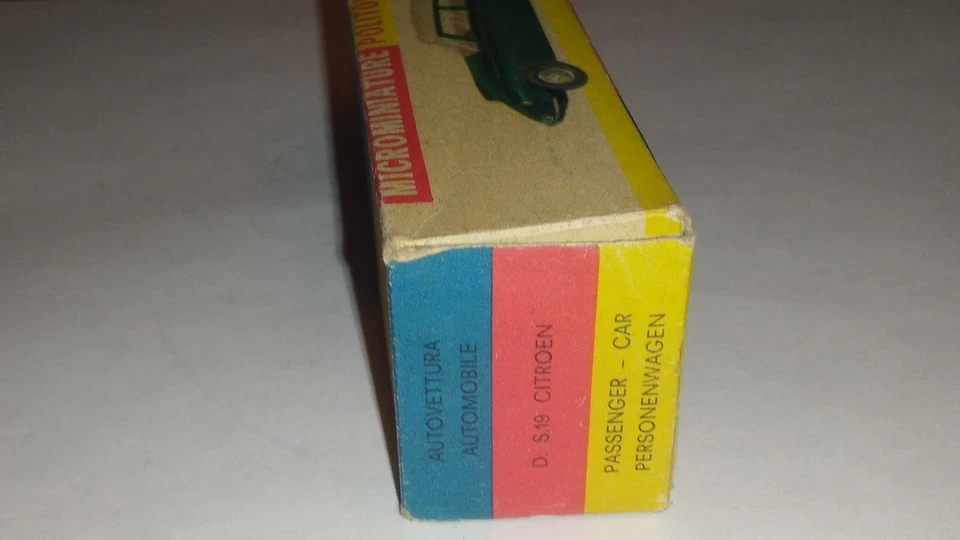 MICROMINIATURE POLITO
AUTOVETTURA
AUTOMOBILE
D. S.19 CITROEN
PASSENGER - CAR
PERSONENWAGEN